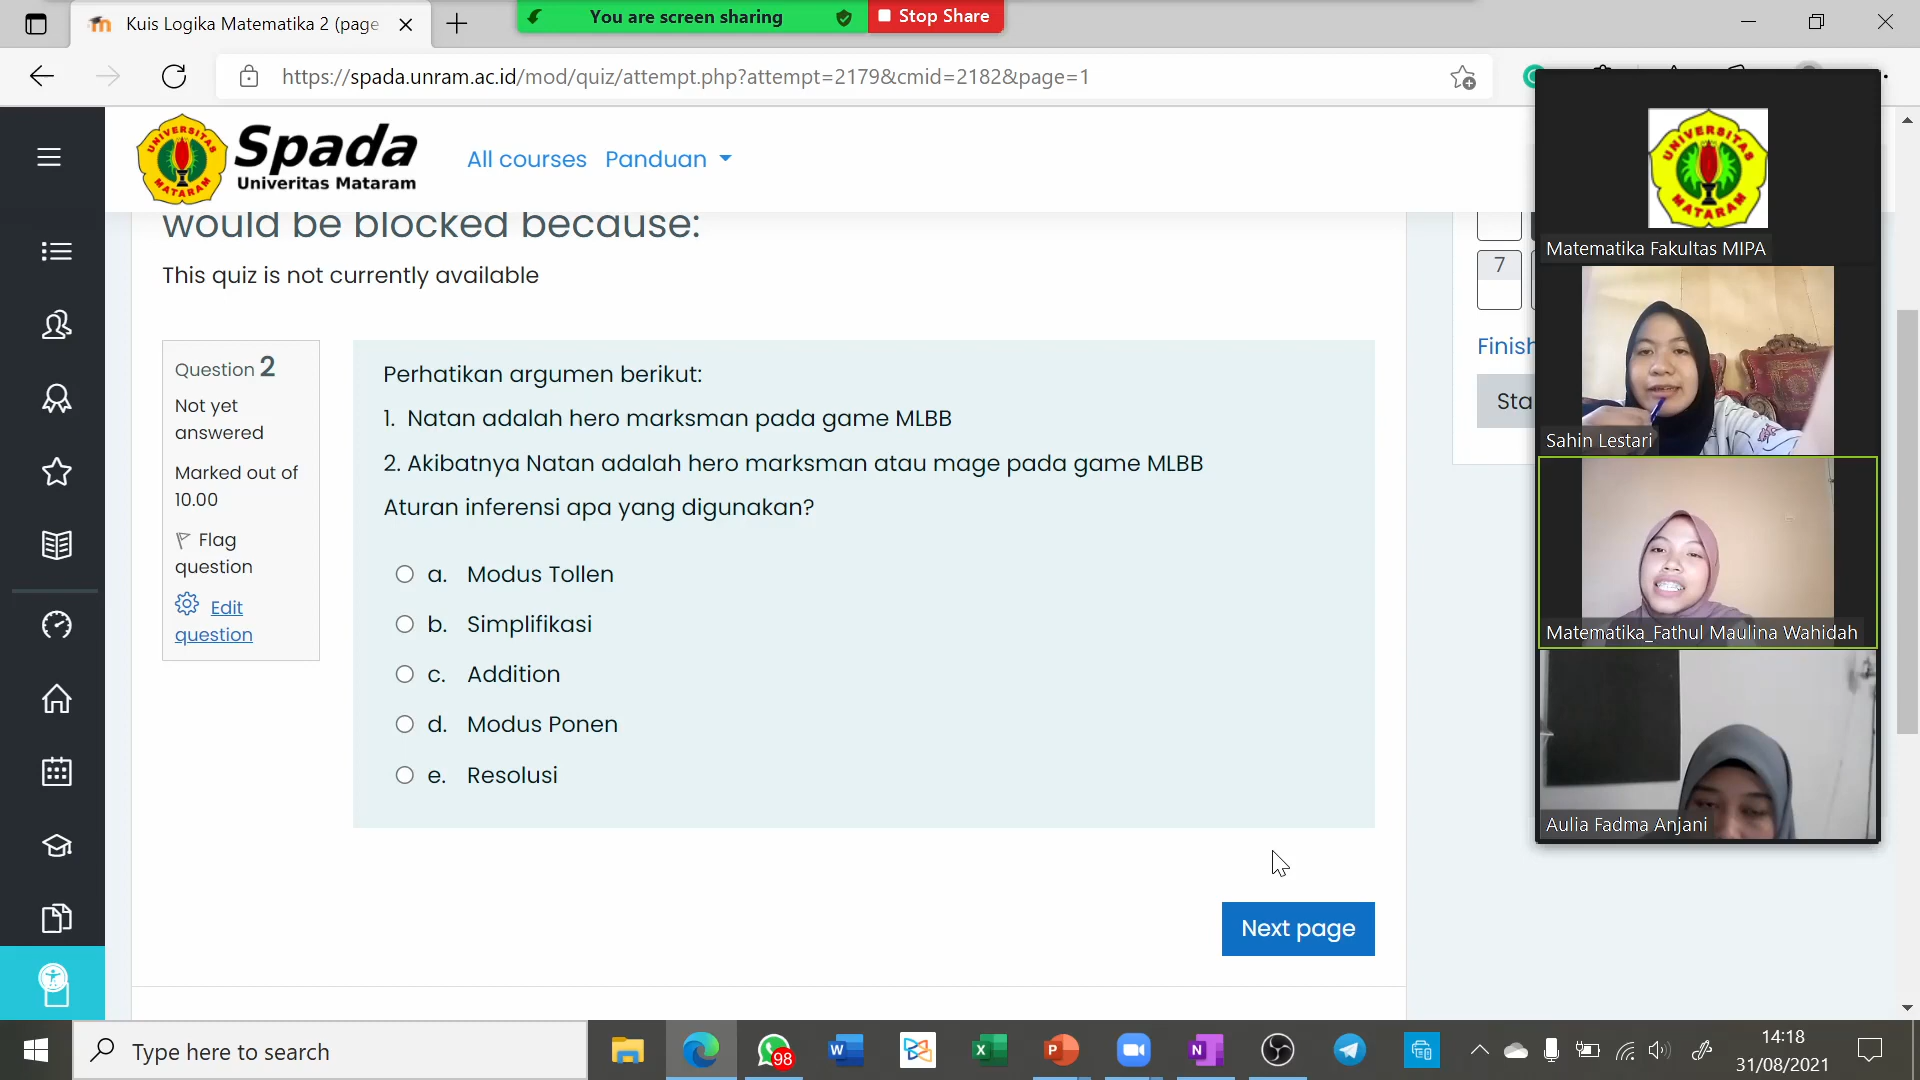 Kuis Logika Matematika 2 (page
You are screen sharing
Stop Share
https://spada.unram.ac.id/mod/quiz/attempt.php?attempt=2179&cmid=2182&page=1
UNIVERSITAS
MATARAM
Spada
Univeritas Mataram
All courses
Panduan
would be blocked because:
This quiz is not currently available
Question 2
Not yet
answered
Marked out of
10.00
Flag
question
Edit
question
Perhatikan argumen berikut:
1. Natan adalah hero marksman pada game MLBB
2. Akibatnya Natan adalah hero marksman atau mage pada game MLBB
Aturan inferensi apa yang digunakan?
a. Modus Tollen
b. Simplifikasi
c. Addition
d. Modus Ponen
e. Resolusi
Next page
7
Finish
Sta
UNIVERSITAS
MATARAM
Matematika Fakultas MIPA
Sahin Lestari
Matematika_Fathul Maulina Wahidah
Aulia Fadma Anjani
Type here to search
98
W
X
P
N
14:18
31/08/2021